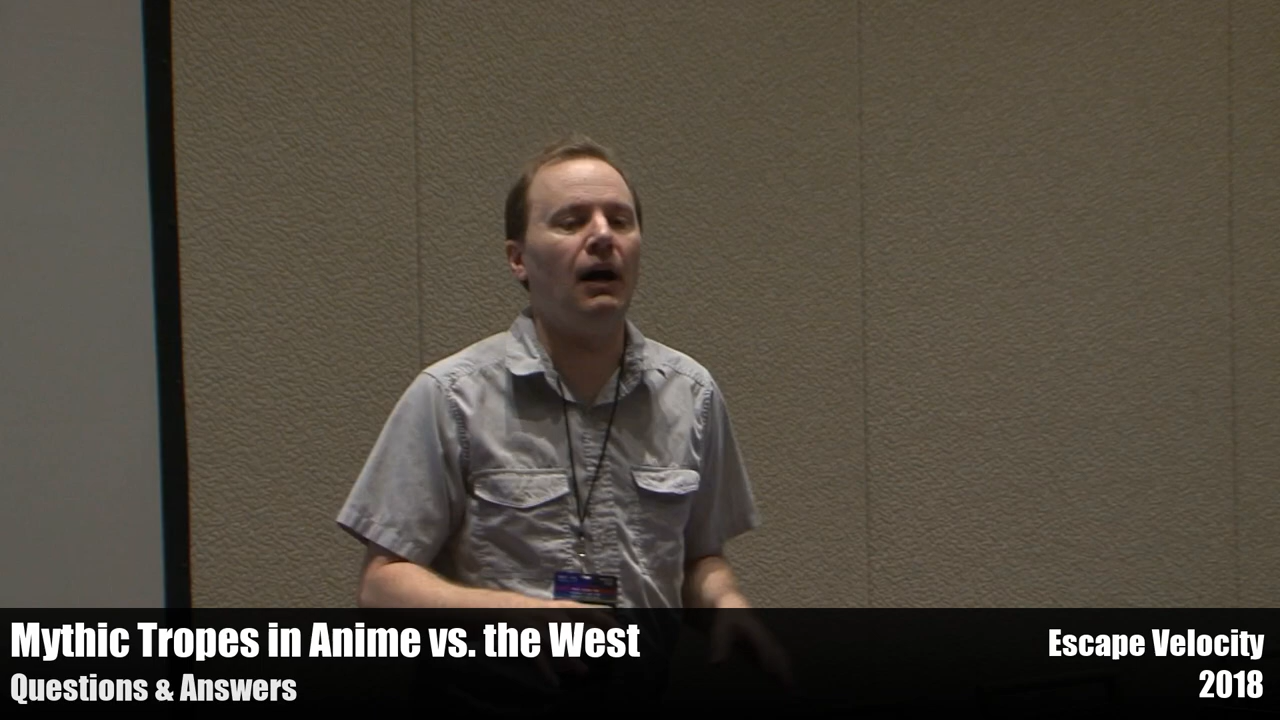 Mythic Tropes in Anime vs. the West
Questions & Answers
Escape Velocity
2018